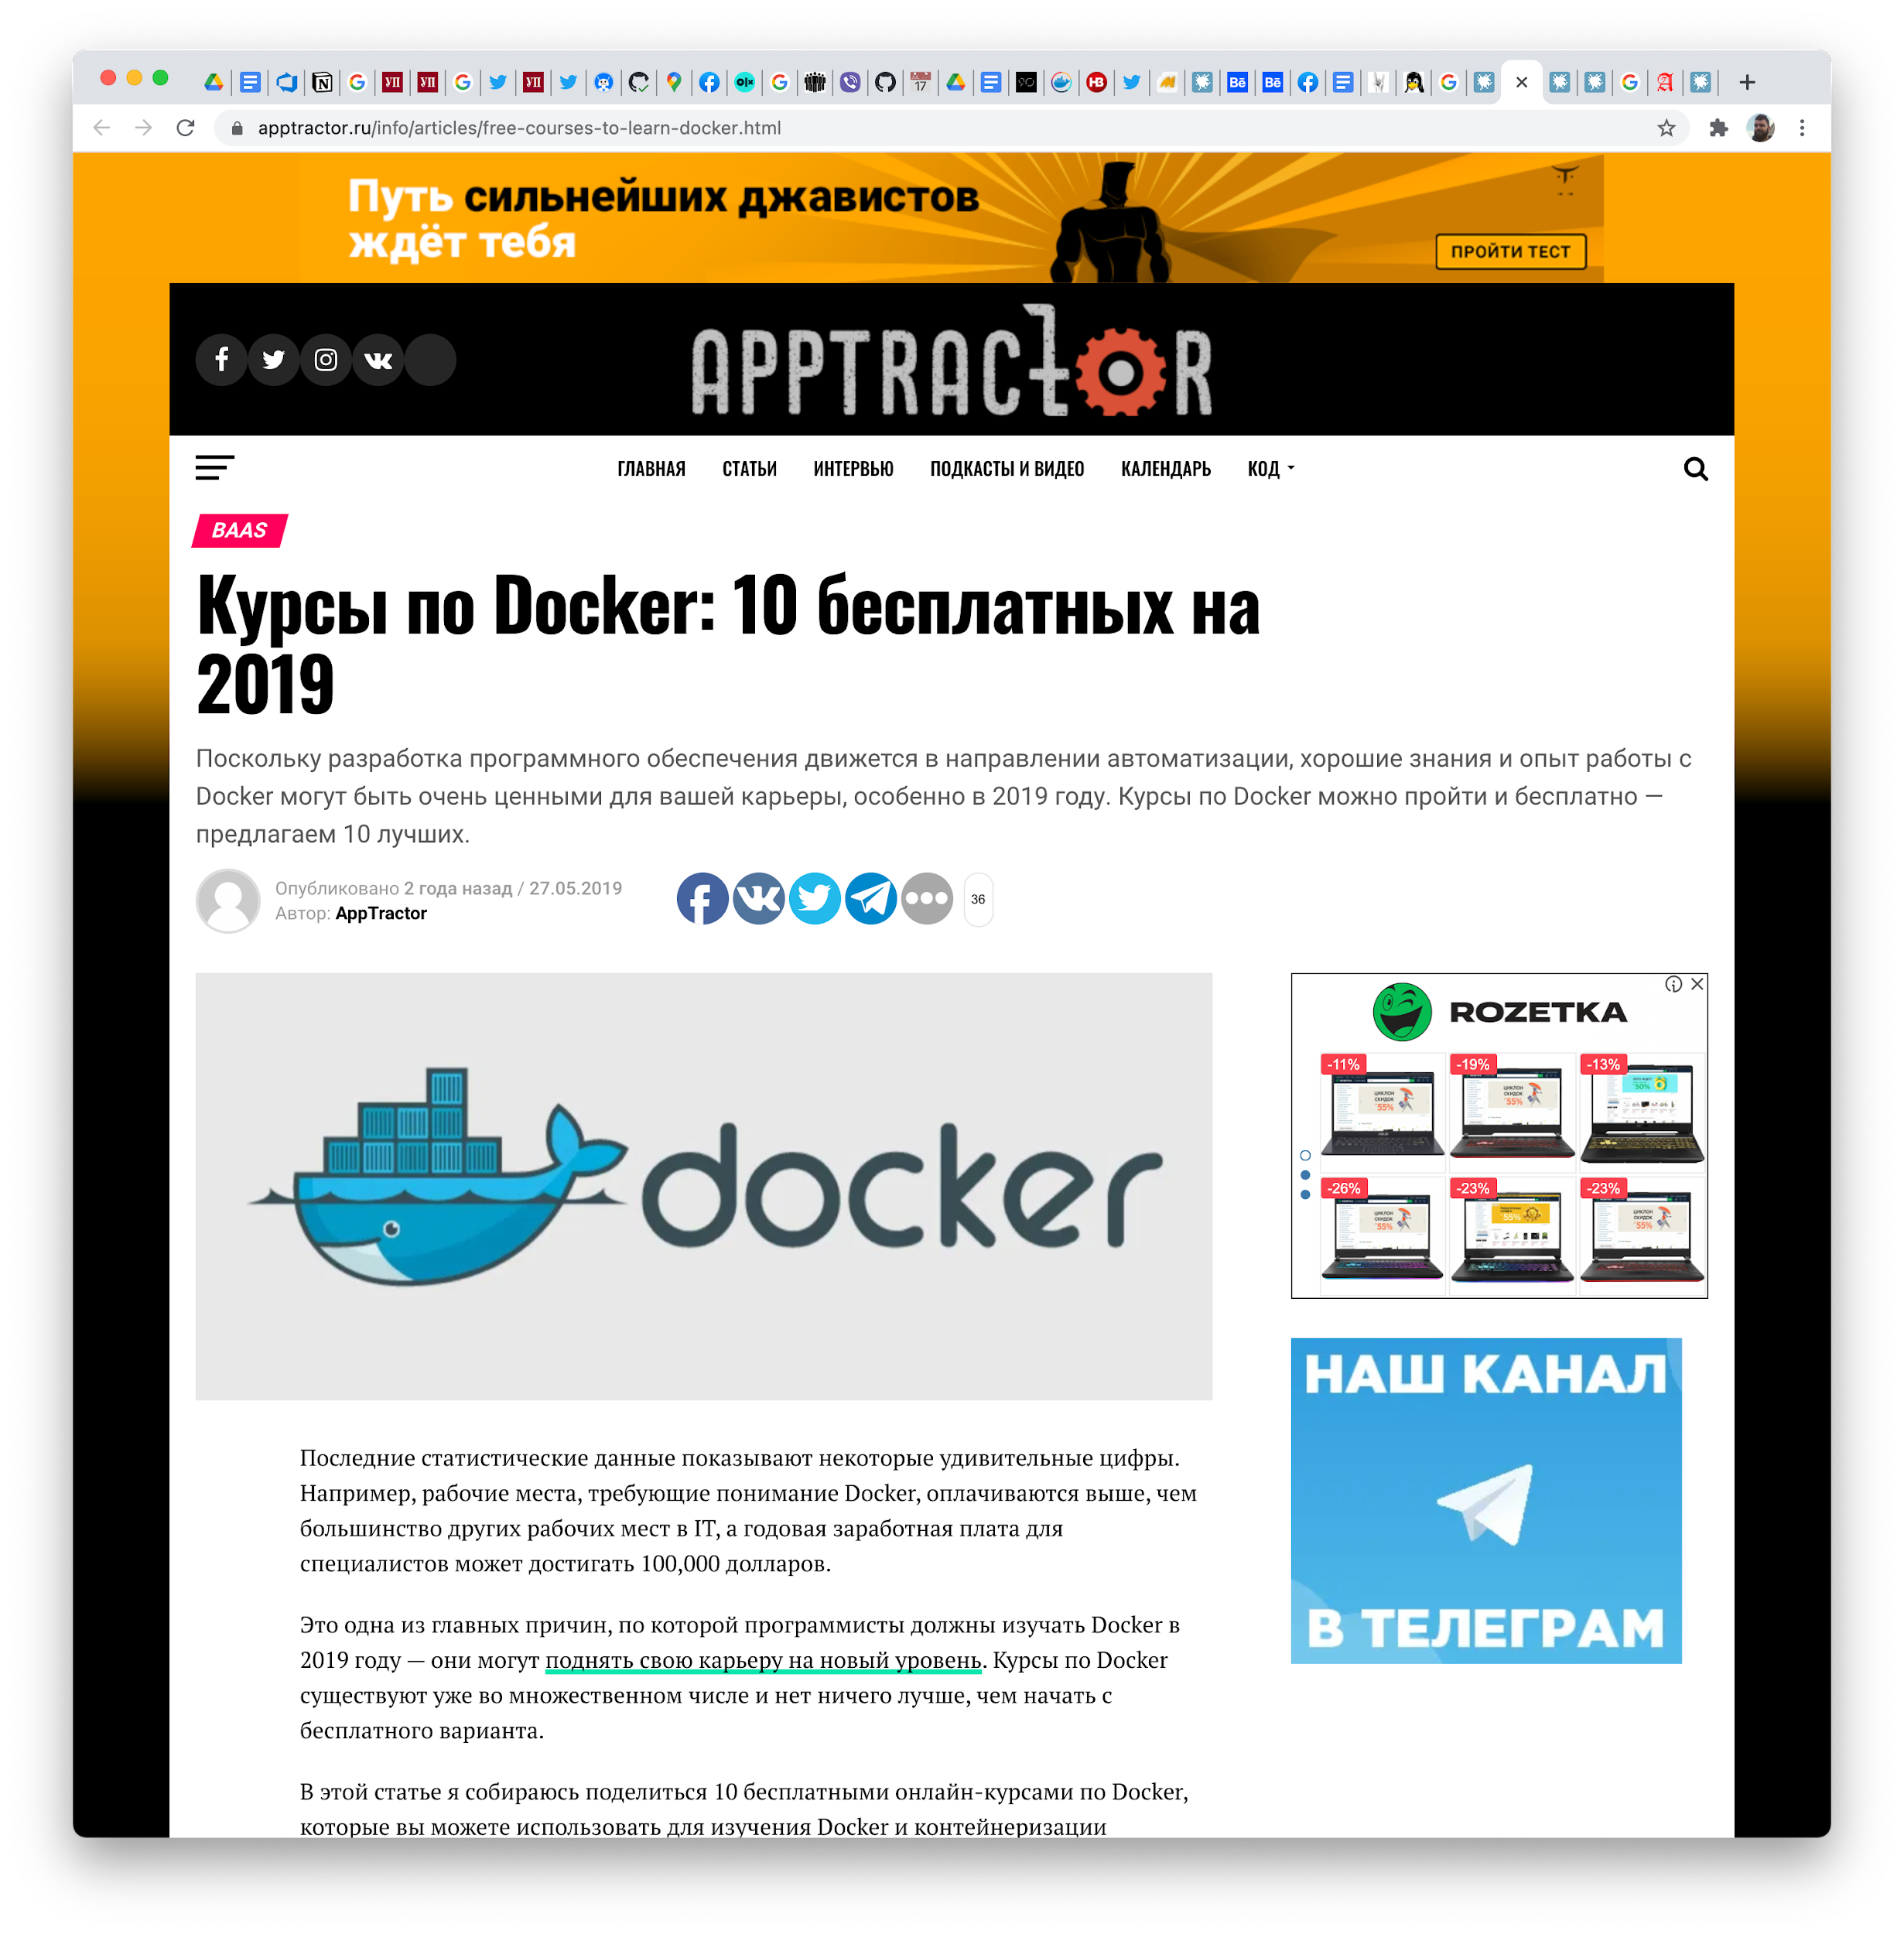 apptractor.ru/info/articles/free-courses-to-learn-docker.html
Путь сильнейших джавистов
ждёт тебя
ПРОЙТИ ТЕСТ
APPTRACTOR
ГЛАВНАЯ СТАТЬИ ИНТЕРВЬЮ ПОДКАСТЫ И ВИДЕО КАЛЕНДАРЬ КОД
BAAS
Курсы по Docker: 10 бесплатных на
2019
Поскольку разработка программного обеспечения движется в направлении автоматизации, хорошие знания и опыт работы с
Docker могут быть очень ценными для вашей карьеры, особенно в 2019 году. Курсы по Docker можно пройти и бесплатно —
предлагаем 10 лучших.
Опубликовано 2 года назад / 27.05.2019
Автор: AppTractor
36
docker
ROZETKA
-11% -19% -13%
ЦИКЛОН СКИДОК 55%
-26% -23% -23%
НАШ КАНАЛ
В ТЕЛЕГРАМ
Последние статистические данные показывают некоторые удивительные цифры.
Например, рабочие места, требующие понимание Docker, оплачиваются выше, чем
большинство других рабочих мест в IT, а годовая заработная плата для
специалистов может достигать 100,000 долларов.
Это одна из главных причин, по которой программисты должны изучать Docker в
2019 году — они могут поднять свою карьеру на новый уровень. Курсы по Docker
существуют уже во множественном числе и нет ничего лучше, чем начать с
бесплатного варианта.
В этой статье я собираюсь поделиться 10 бесплатными онлайн-курсами по Docker,
которые вы можете использовать для изучения Docker и контейнеризации